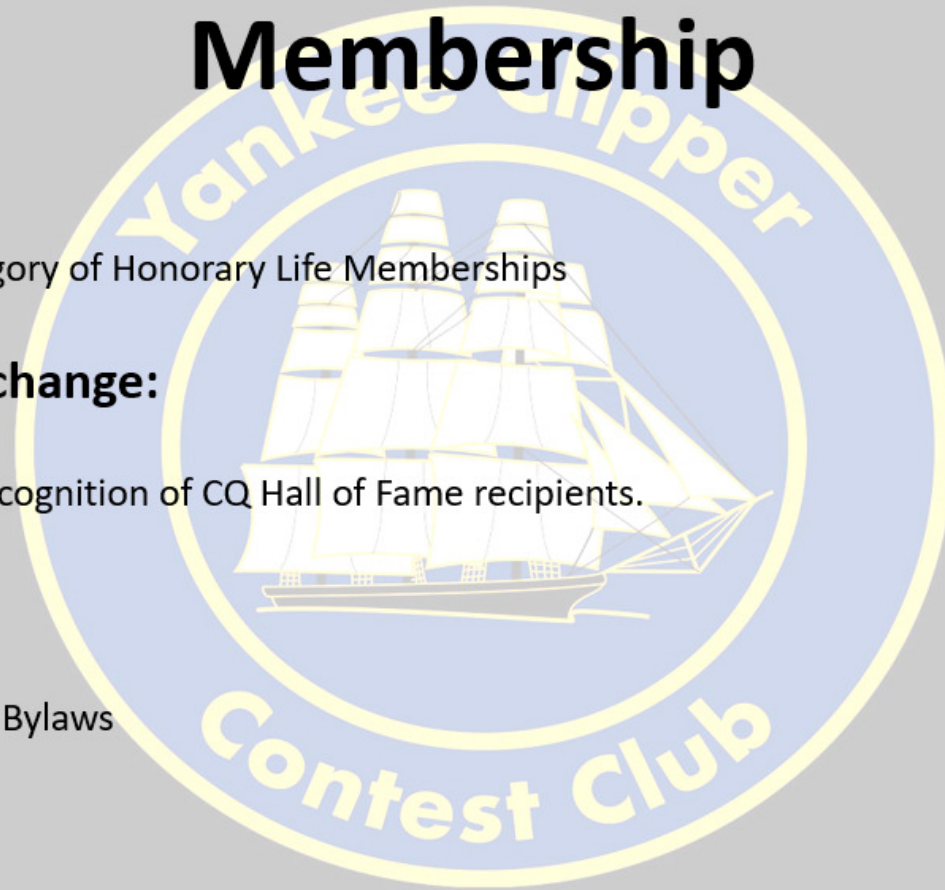 Membership
Yankee Clipper
gory of Honorary Life Memberships
change:
cognition of CQ Hall of Fame recipients.
Bylaws
Contest Club